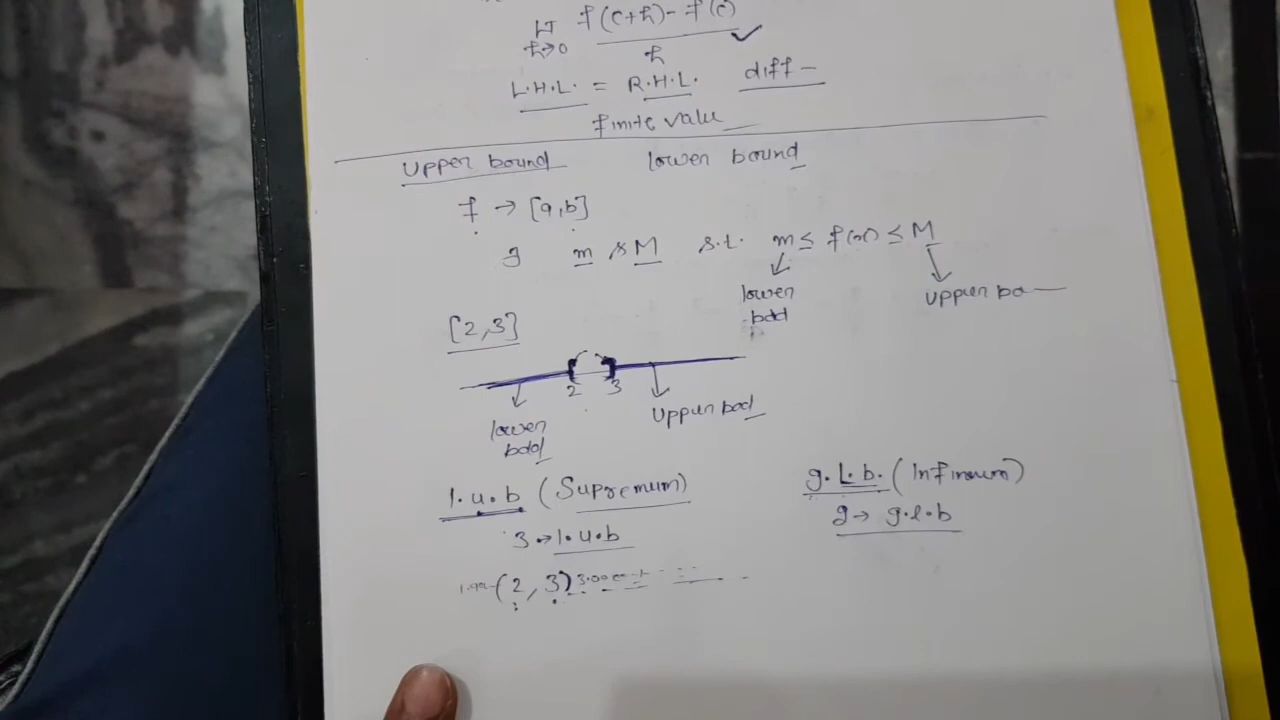 Lt f(c+h) - f(c)
h→0 h
L.H.L. = R.H.L. diff -
finite value
Upper bound lower bound
f → [a,b]
m & M s.t. m ≤ f(x) ≤ M
lower bdd Upper bo
[2,3]
2 3
lower bdd Upper bdd
l.u.b (Supremum) g.L.b. (Infimum)
3 → l.u.b 2 → g.l.b
(2, 3)